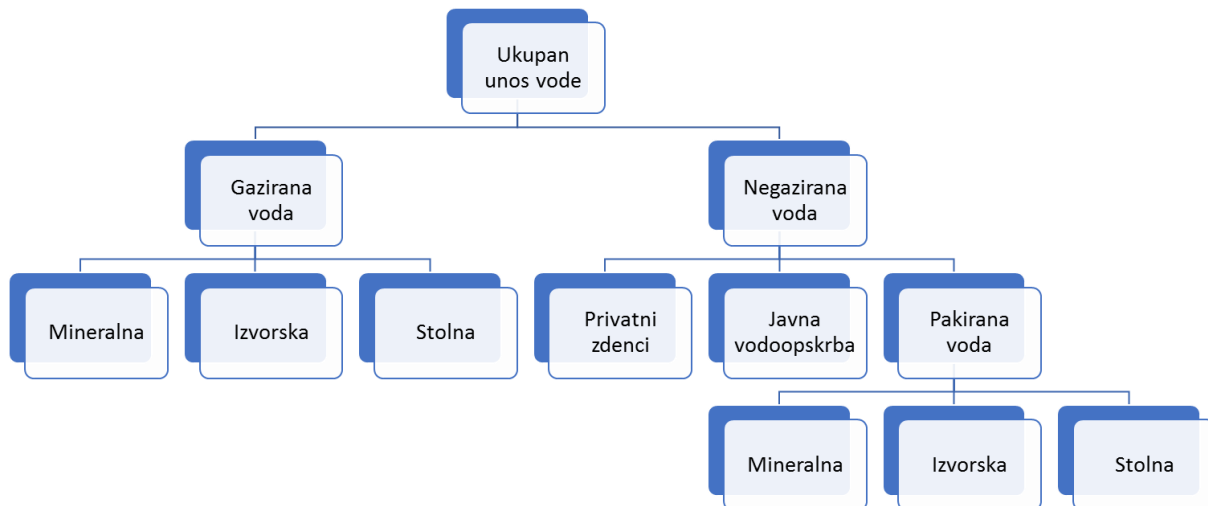 Ukupan
unos vode
Gazirana
voda
Negazirana
voda
Mineralna
Izvorska
Stolna
Privatni
zdenci
Javna
vodoopskrba
Pakirana
voda
Mineralna
Izvorska
Stolna